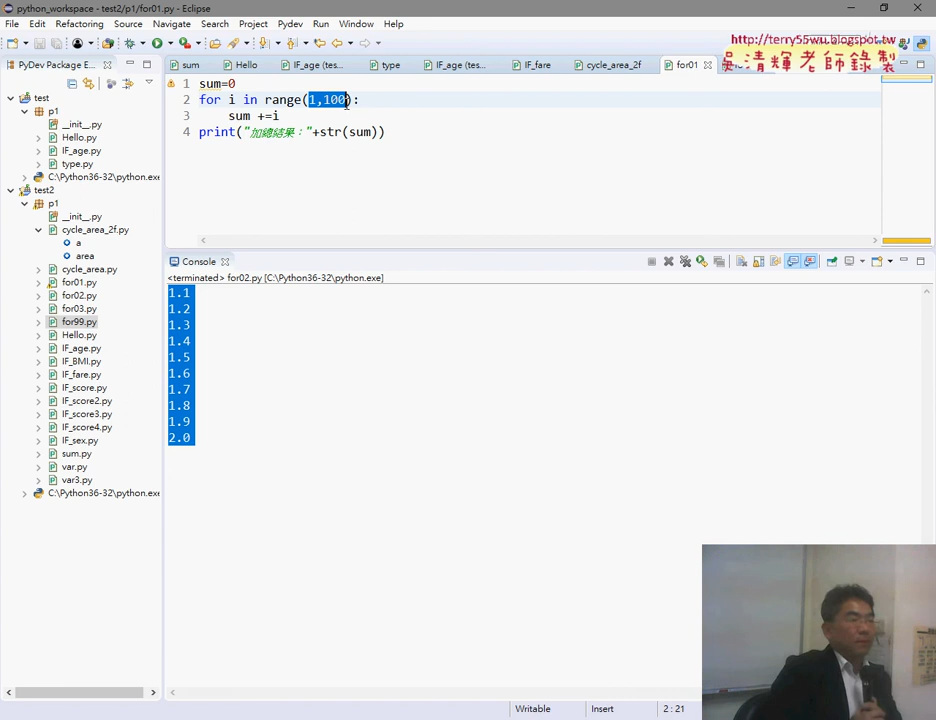 python_workspace - test2/p1/for01.py - Eclipse
File Edit Refactoring Source Navigate Search Project Pydev Run Window Help
http://terry55wu.blogspot.tw
吳清輝老師錄製
PyDev Package E...
sum Hello IF_age (tes... type IF_age (tes... IF_fare cycle_area_2f for01
1 sum=0
2 for i in range(1,100):
3 sum +=i
4 print("加總結果："+str(sum))
test
p1
__init__.py
Hello.py
IF_age.py
type.py
C:\Python36-32\python.exe
test2
p1
__init__.py
cycle_area_2f.py
a
area
cycle_area.py
for01.py
for02.py
for03.py
for99.py
Hello.py
IF_age.py
IF_BMI.py
IF_fare.py
IF_score.py
IF_score2.py
IF_score3.py
IF_score4.py
IF_sex.py
sum.py
var.py
var3.py
C:\Python36-32\python.exe
Console
<terminated> for02.py [C:\Python36-32\python.exe]
1.1
1.2
1.3
1.4
1.5
1.6
1.7
1.8
1.9
2.0
Writable Insert 2 : 21